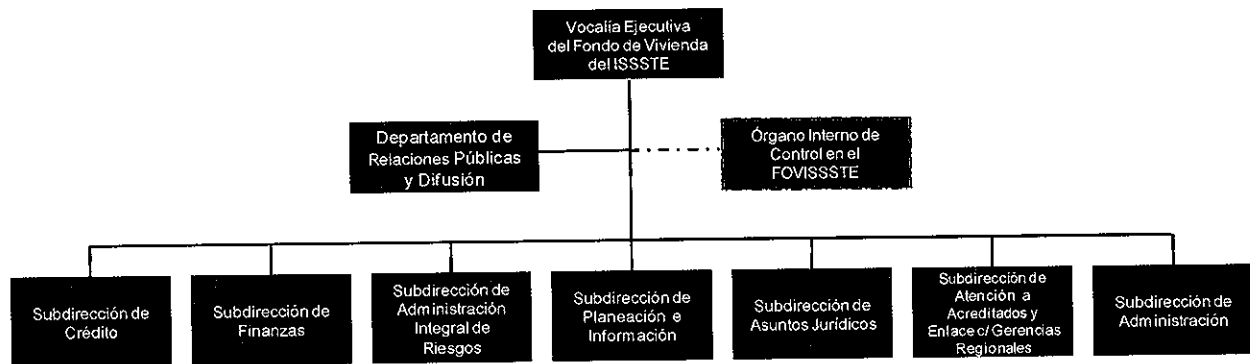 Vocalía Ejecutiva
del Fondo de Vivienda
del ISSSTE
Departamento de
Relaciones Públicas
y Difusión
Órgano Interno de
Control en el
FOVISSSTE
Subdirección de
Crédito
Subdirección de
Finanzas
Subdirección de
Administración
Integral de
Riesgos
Subdirección de
Planeación e
Información
Subdirección de
Asuntos Jurídicos
Subdirección de
Atención a
Acreditados y
Enlace c/ Gerencias
Regionales
Subdirección de
Administración